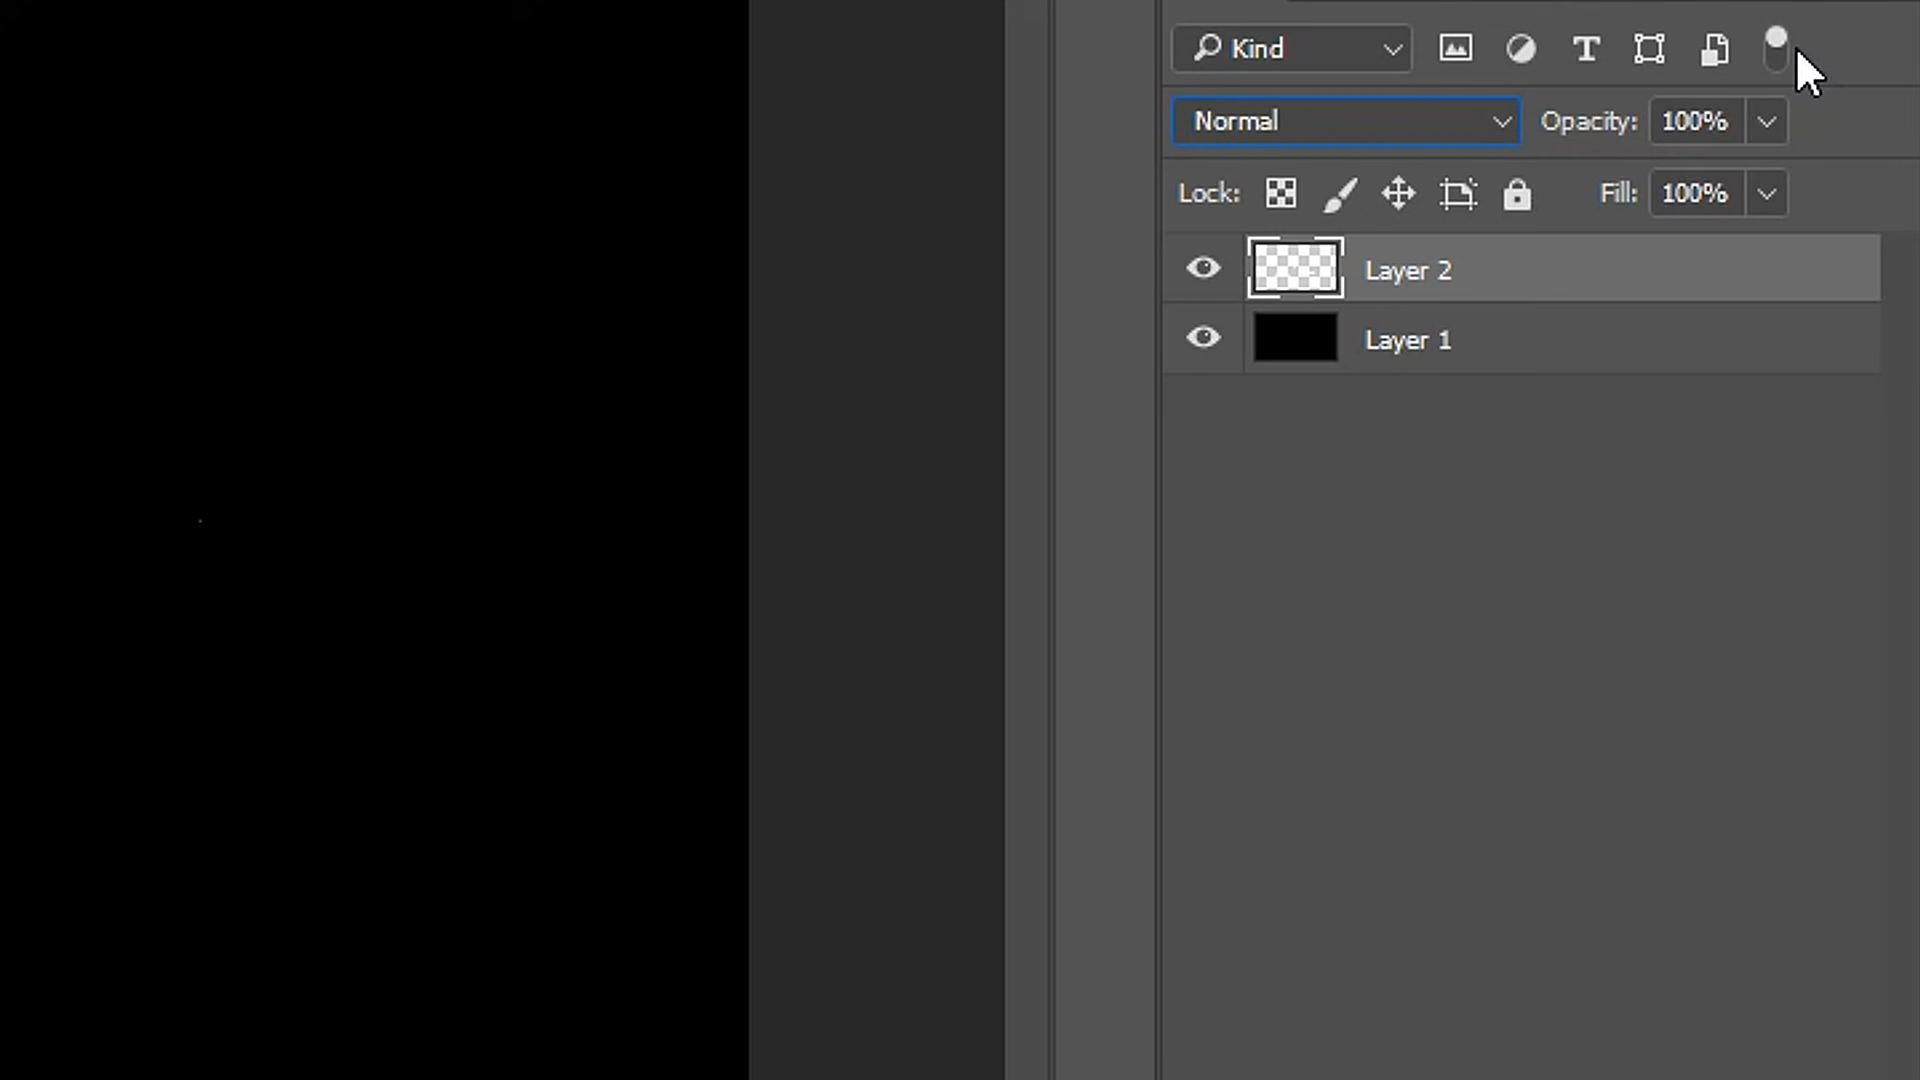 Kind
Normal Opacity: 100%
Lock: Fill: 100%
Layer 2
Layer 1